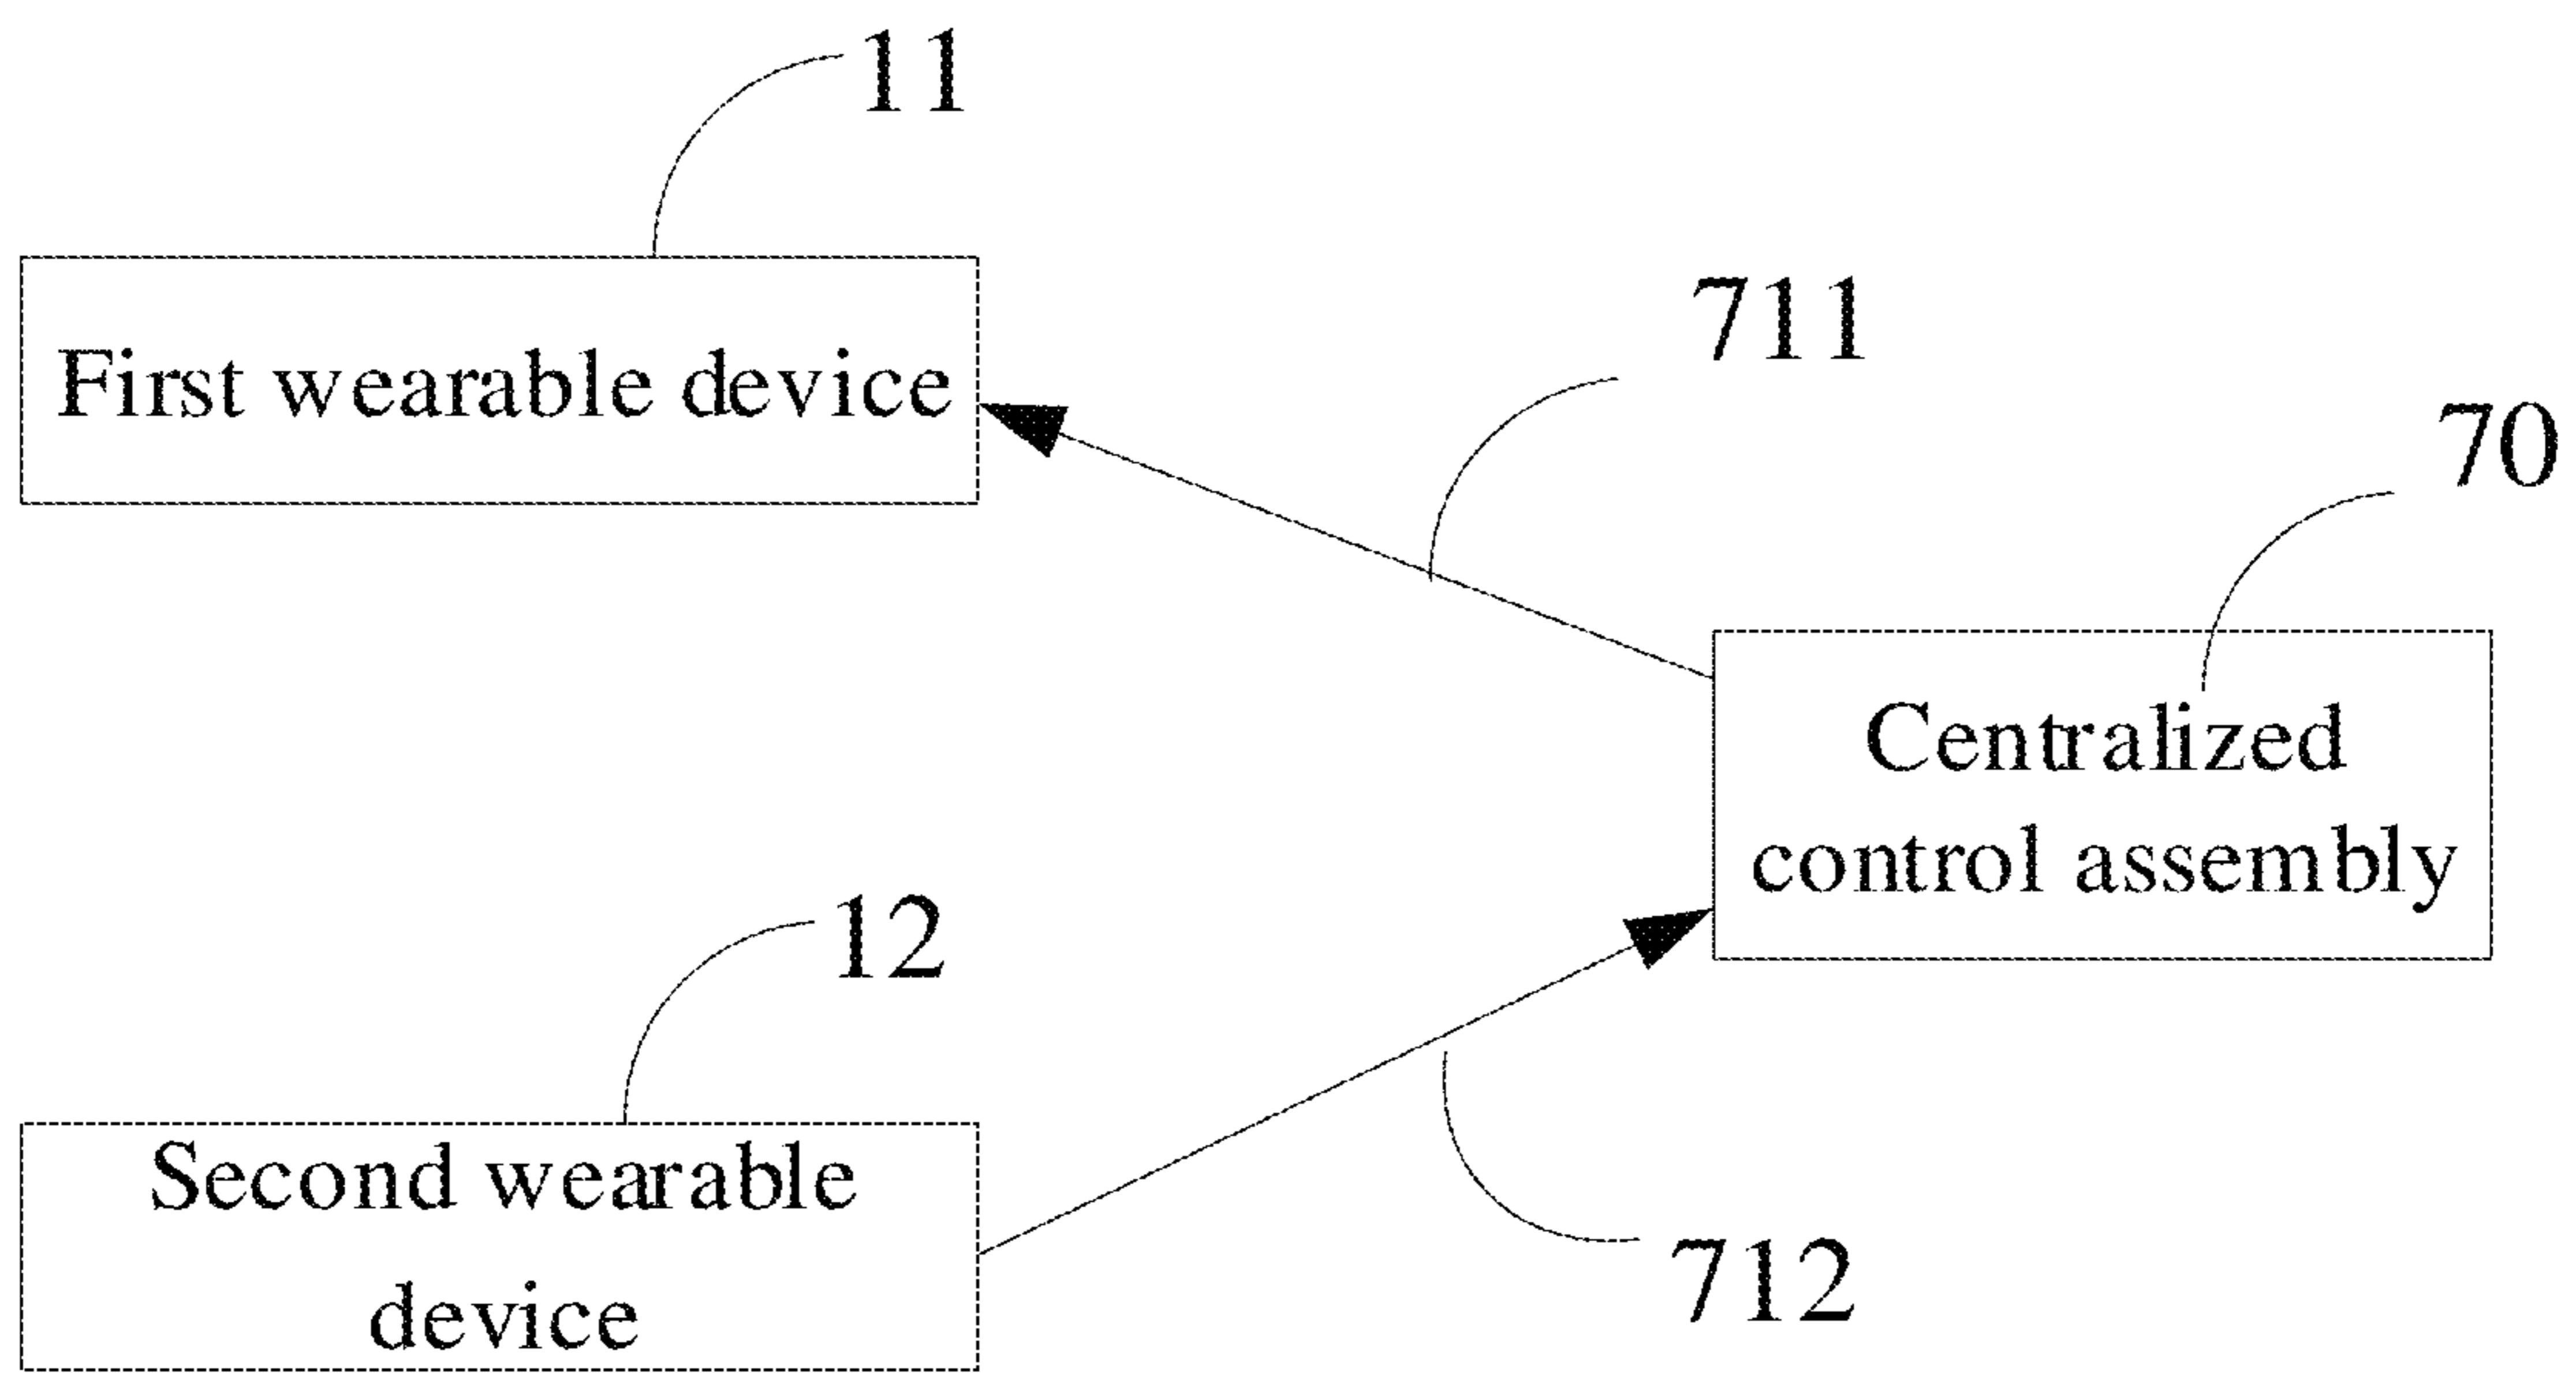 11
First wearable device
711
70
Centralized
control assembly
12
Second wearable
device
712